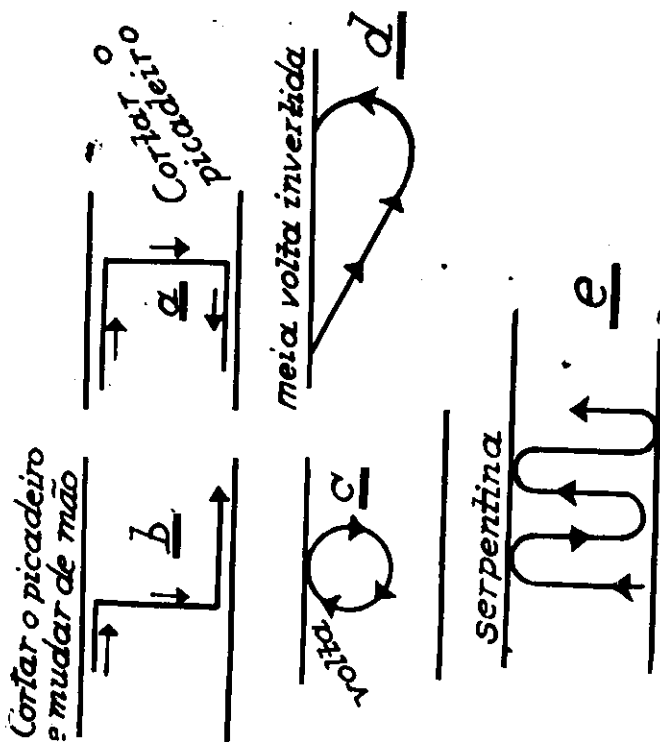 Cortar o
picadeiro
a
Cortar o picadeiro
e mudar de mão
b
volta
c
meia volta invertida
d
serpentina
e